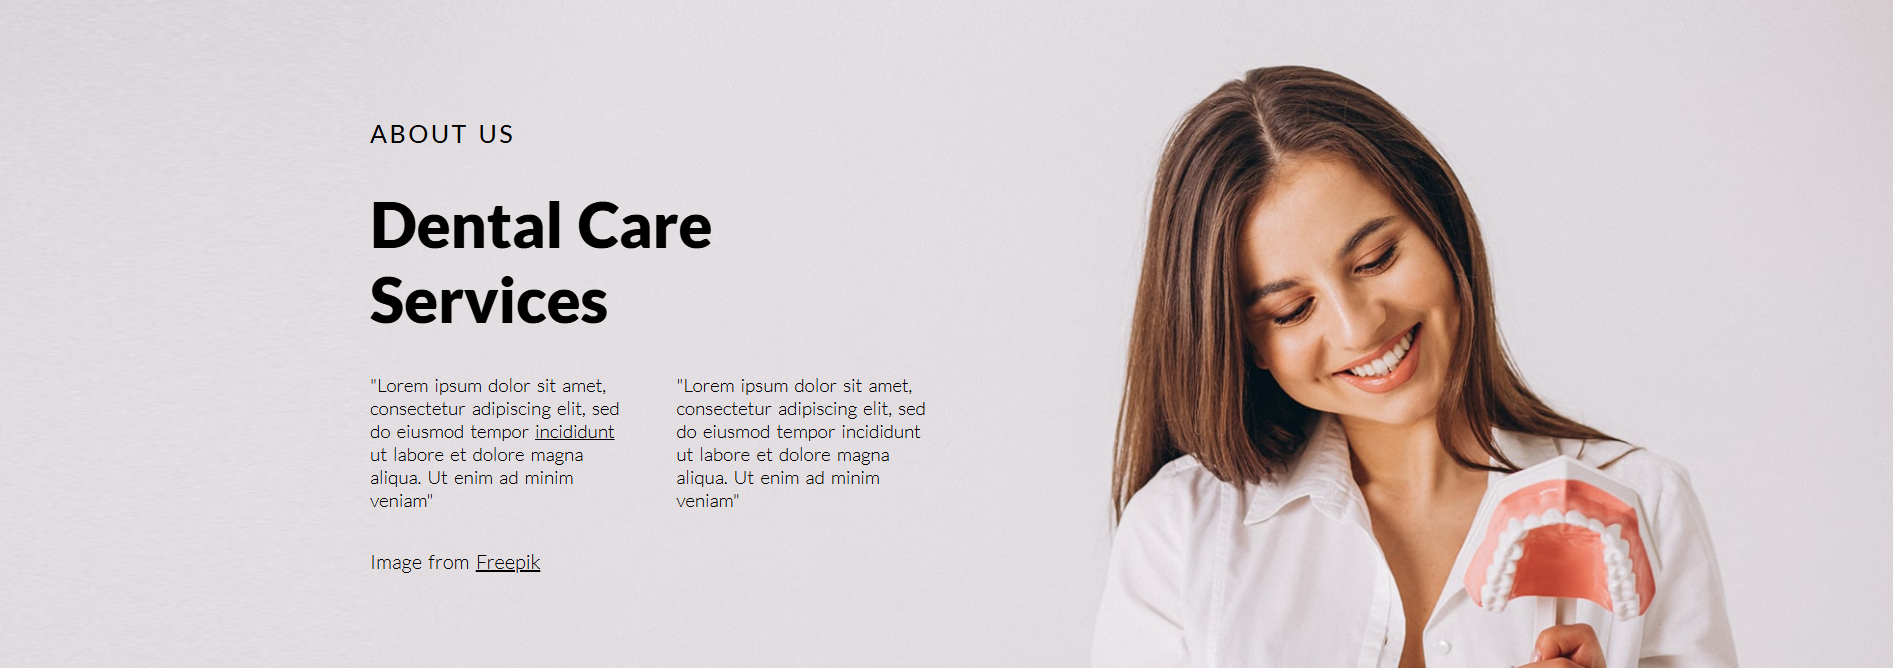 ABOUT US
Dental Care
Services
"Lorem ipsum dolor sit amet,
consectetur adipiscing elit, sed
do eiusmod tempor incididunt
ut labore et dolore magna
aliqua. Ut enim ad minim
veniam"
"Lorem ipsum dolor sit amet,
consectetur adipiscing elit, sed
do eiusmod tempor incididunt
ut labore et dolore magna
aliqua. Ut enim ad minim
veniam"
Image from Freepik